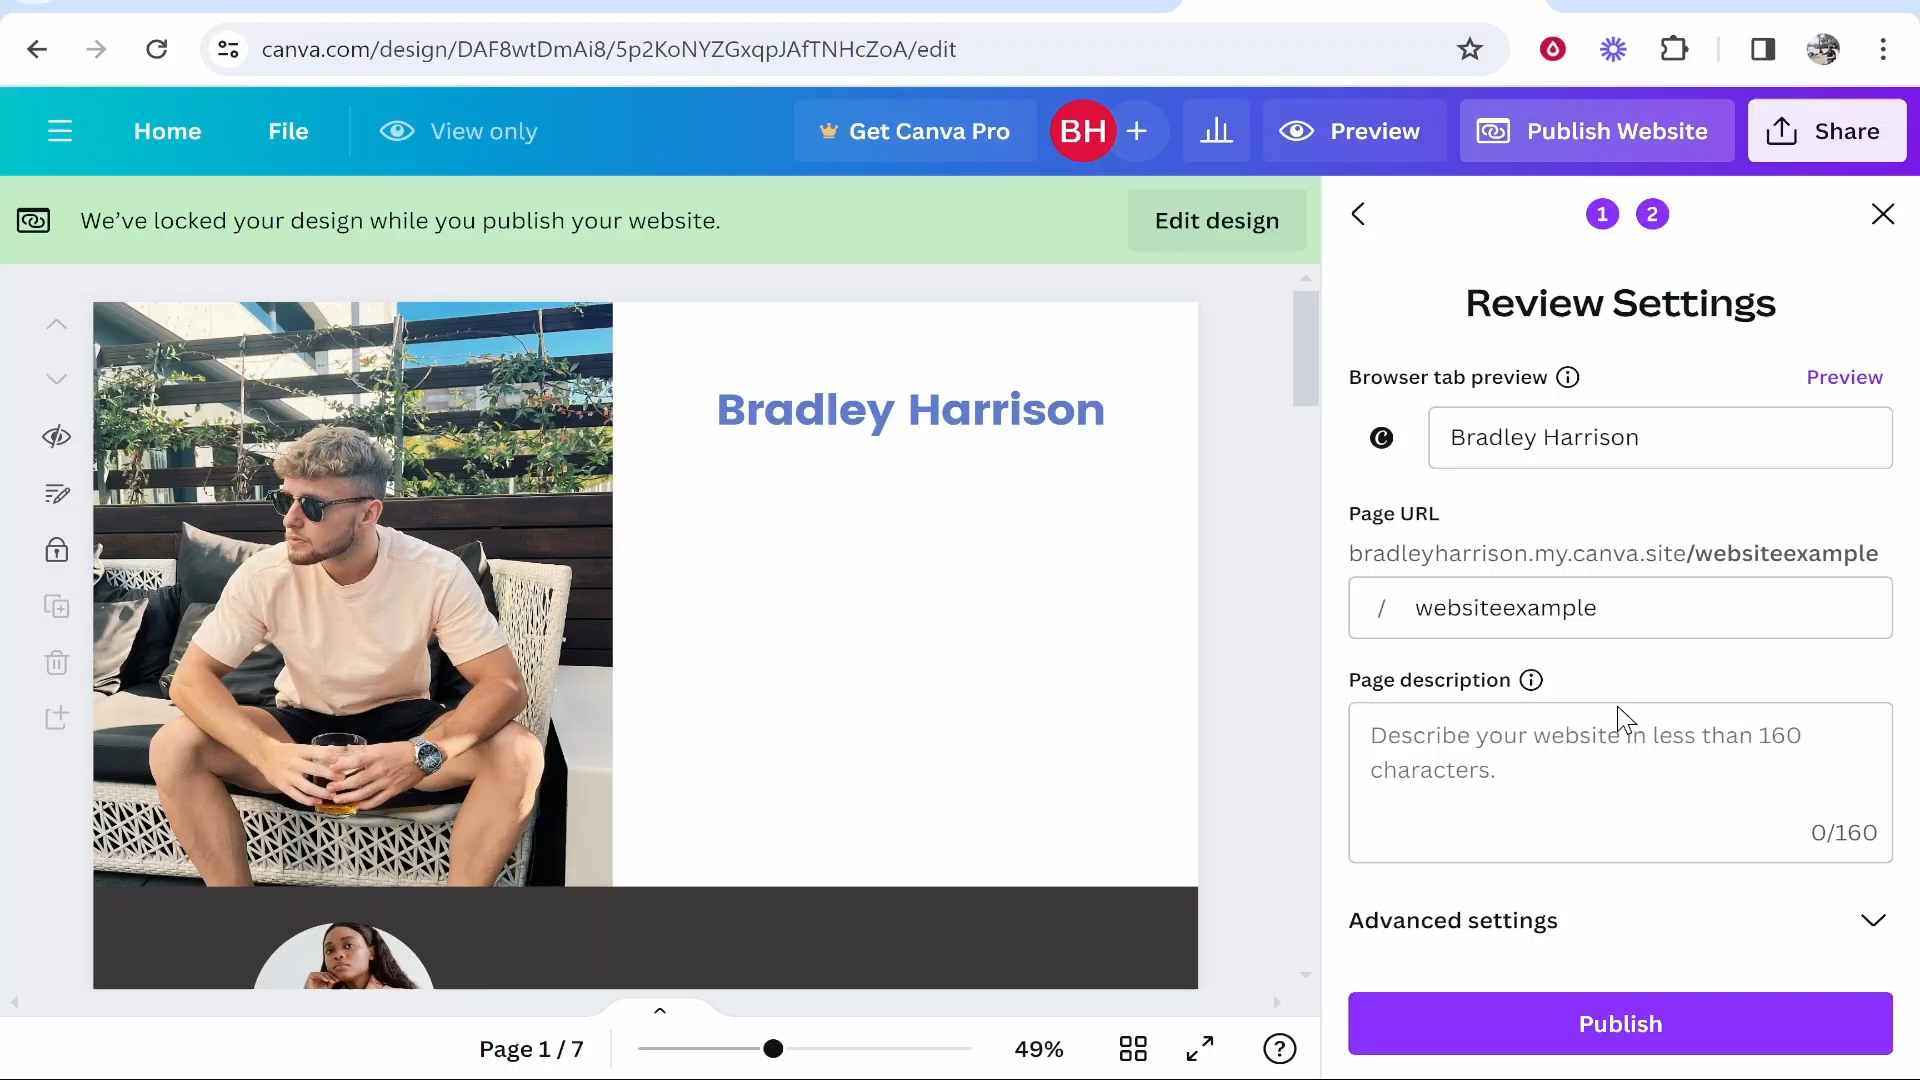 canva.com/design/DAF8wtDmAi8/5p2KoNYZGxqpJAfTNHcZoA/edit
Home
File
View only
Get Canva Pro
BH
Preview
Publish Website
Share
We’ve locked your design while you publish your website.
Edit design
1
2
Review Settings
Browser tab preview
Preview
Bradley Harrison
Bradley Harrison
Page URL
bradleyharrison.my.canva.site/websiteexample
/ websiteexample
Page description
Describe your website in less than 160
characters.
0/160
Advanced settings
Publish
Page 1 / 7
49%